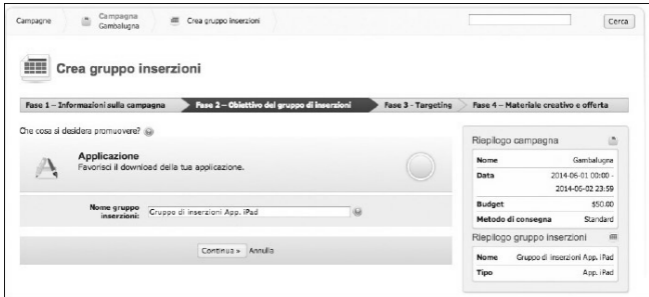 Campagne
Campagna
Gambalugna
Crea gruppo inserzioni
Cerca
Crea gruppo inserzioni
Fase 1 – Informazioni sulla campagna
Fase 2 – Obiettivo del gruppo di inserzioni
Fase 3 - Targeting
Fase 4 – Materiale creativo e offerta
Che cosa si desidera promuovere?
Applicazione
Favorisci il download della tua applicazione.
Nome gruppo
inserzioni:
Gruppo di inserzioni App. iPad
Continua »
Annulla
Riepilogo campagna
Nome Gambalugna
Data 2014-06-01 00:00 -
2014-06-02 23:59
Budget $50.00
Metodo di consegna Standard
Riepilogo gruppo inserzioni
Nome Gruppo di inserzioni App. iPad
Tipo App. iPad